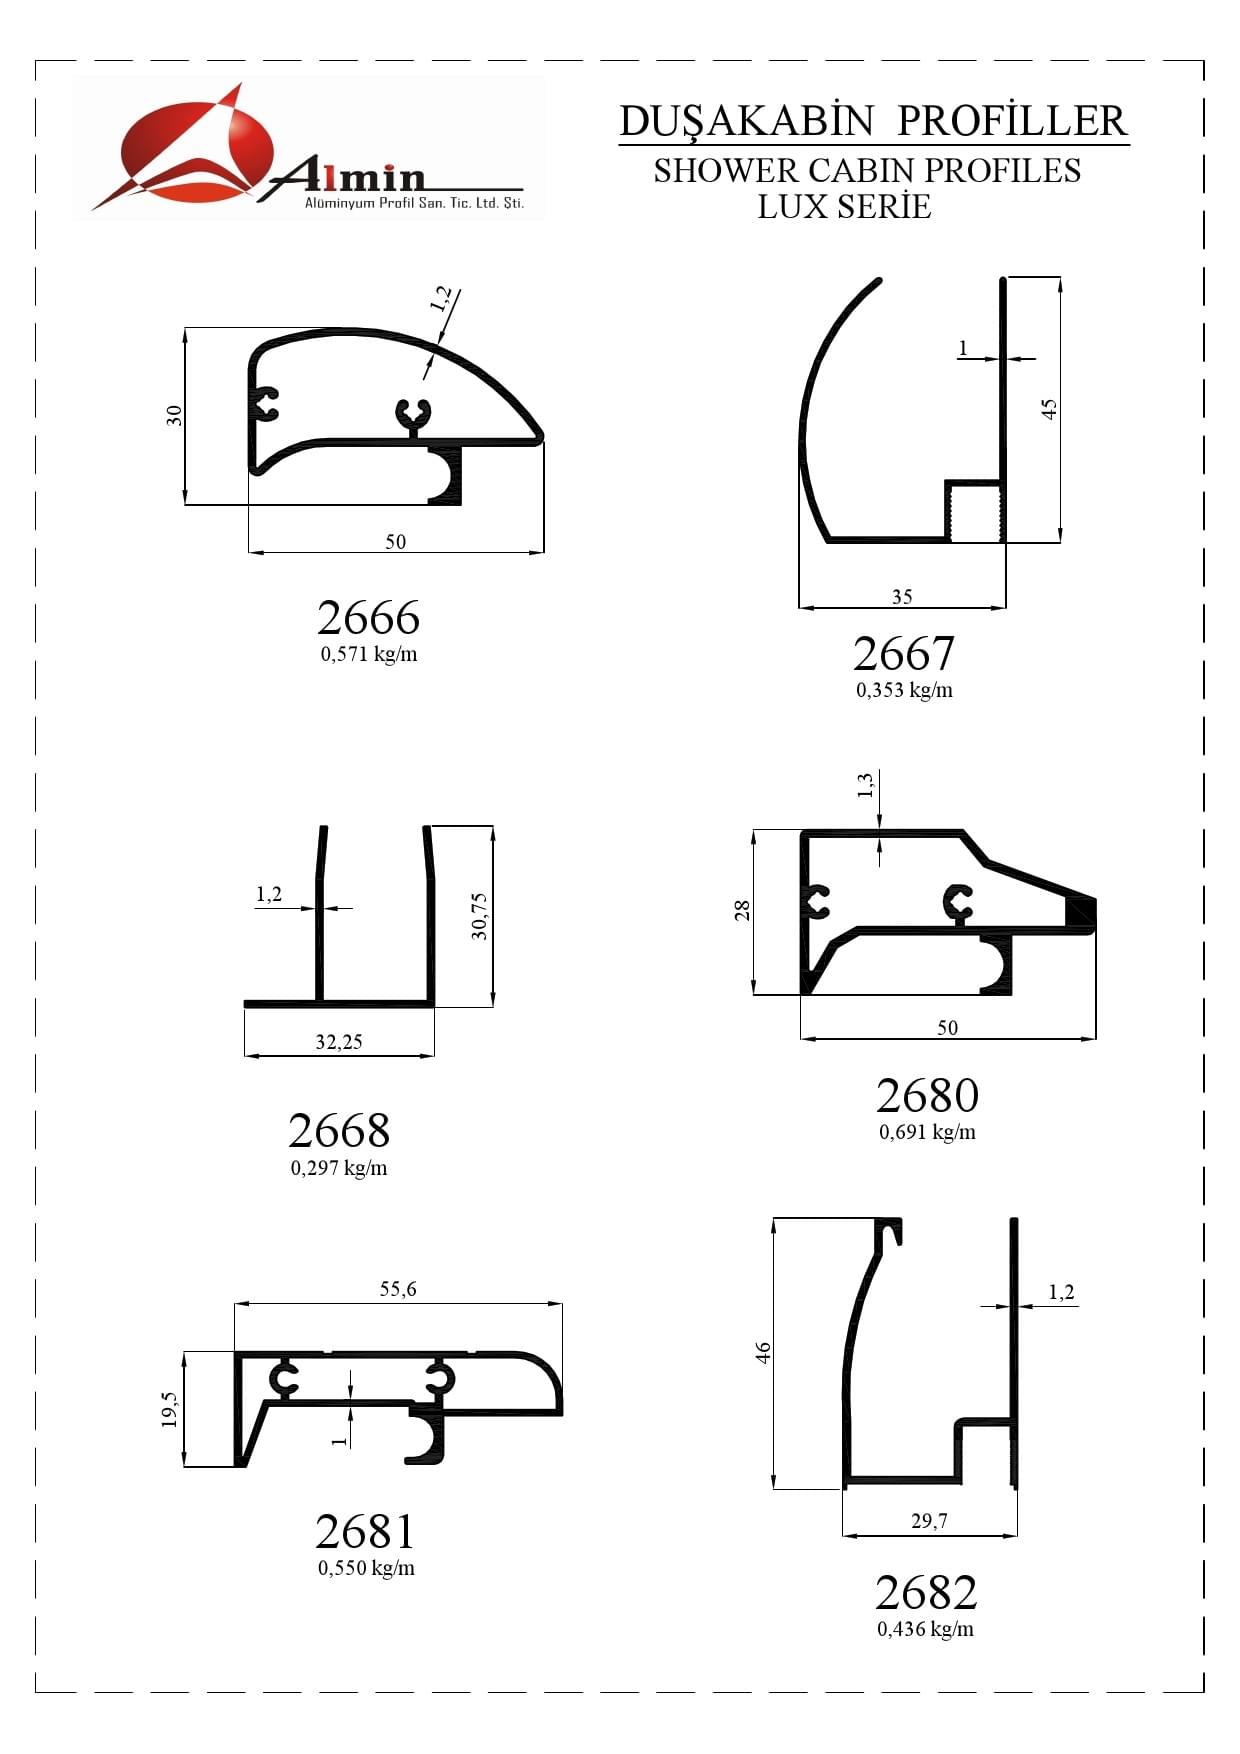 Almin
Alüminyum Profil San. Tic. Ltd. Şti.
DUŞAKABİN PROFİLLER
SHOWER CABIN PROFILES
LUX SERİE
1,2
30
50
2666
0,571 kg/m
1
45
35
2667
0,353 kg/m
1,2
30,75
32,25
2668
0,297 kg/m
1,3
28
50
2680
0,691 kg/m
55,6
19,5
1
2681
0,550 kg/m
46
1,2
29,7
2682
0,436 kg/m